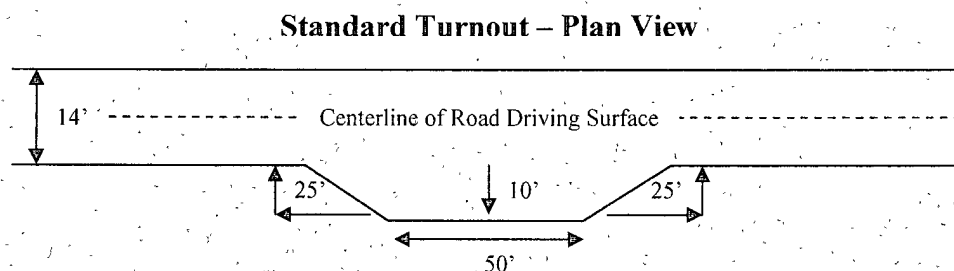 Standard Turnout – Plan View
14’
Centerline of Road Driving Surface
25’
10’
25’
50’